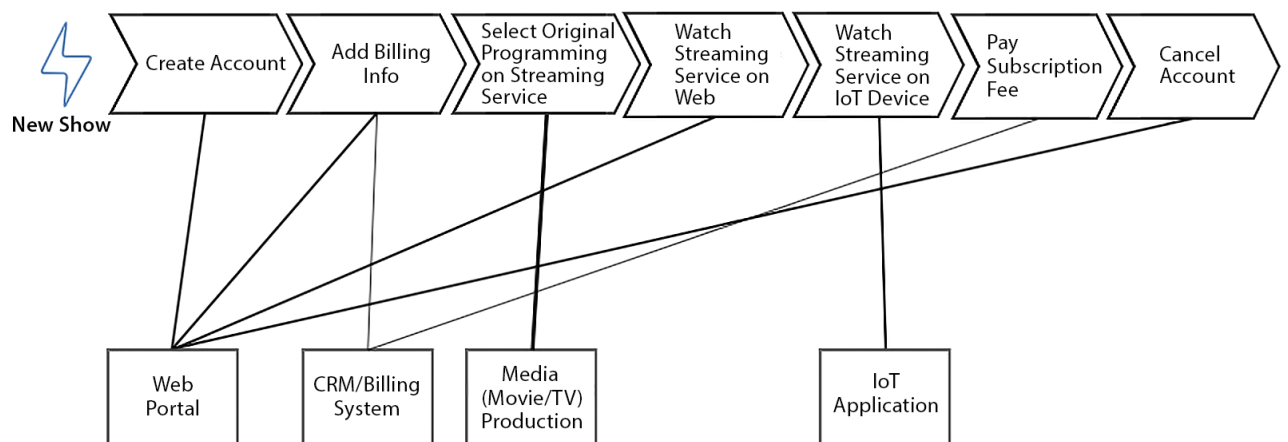 New Show
Create Account
Add Billing
Info
Select Original
Programming
on Streaming
Service
Watch
Streaming
Service on
Web
Watch
Streaming
Service on
IoT Device
Pay
Subscription
Fee
Cancel
Account
Web
Portal
CRM/Billing
System
Media
(Movie/TV)
Production
IoT
Application